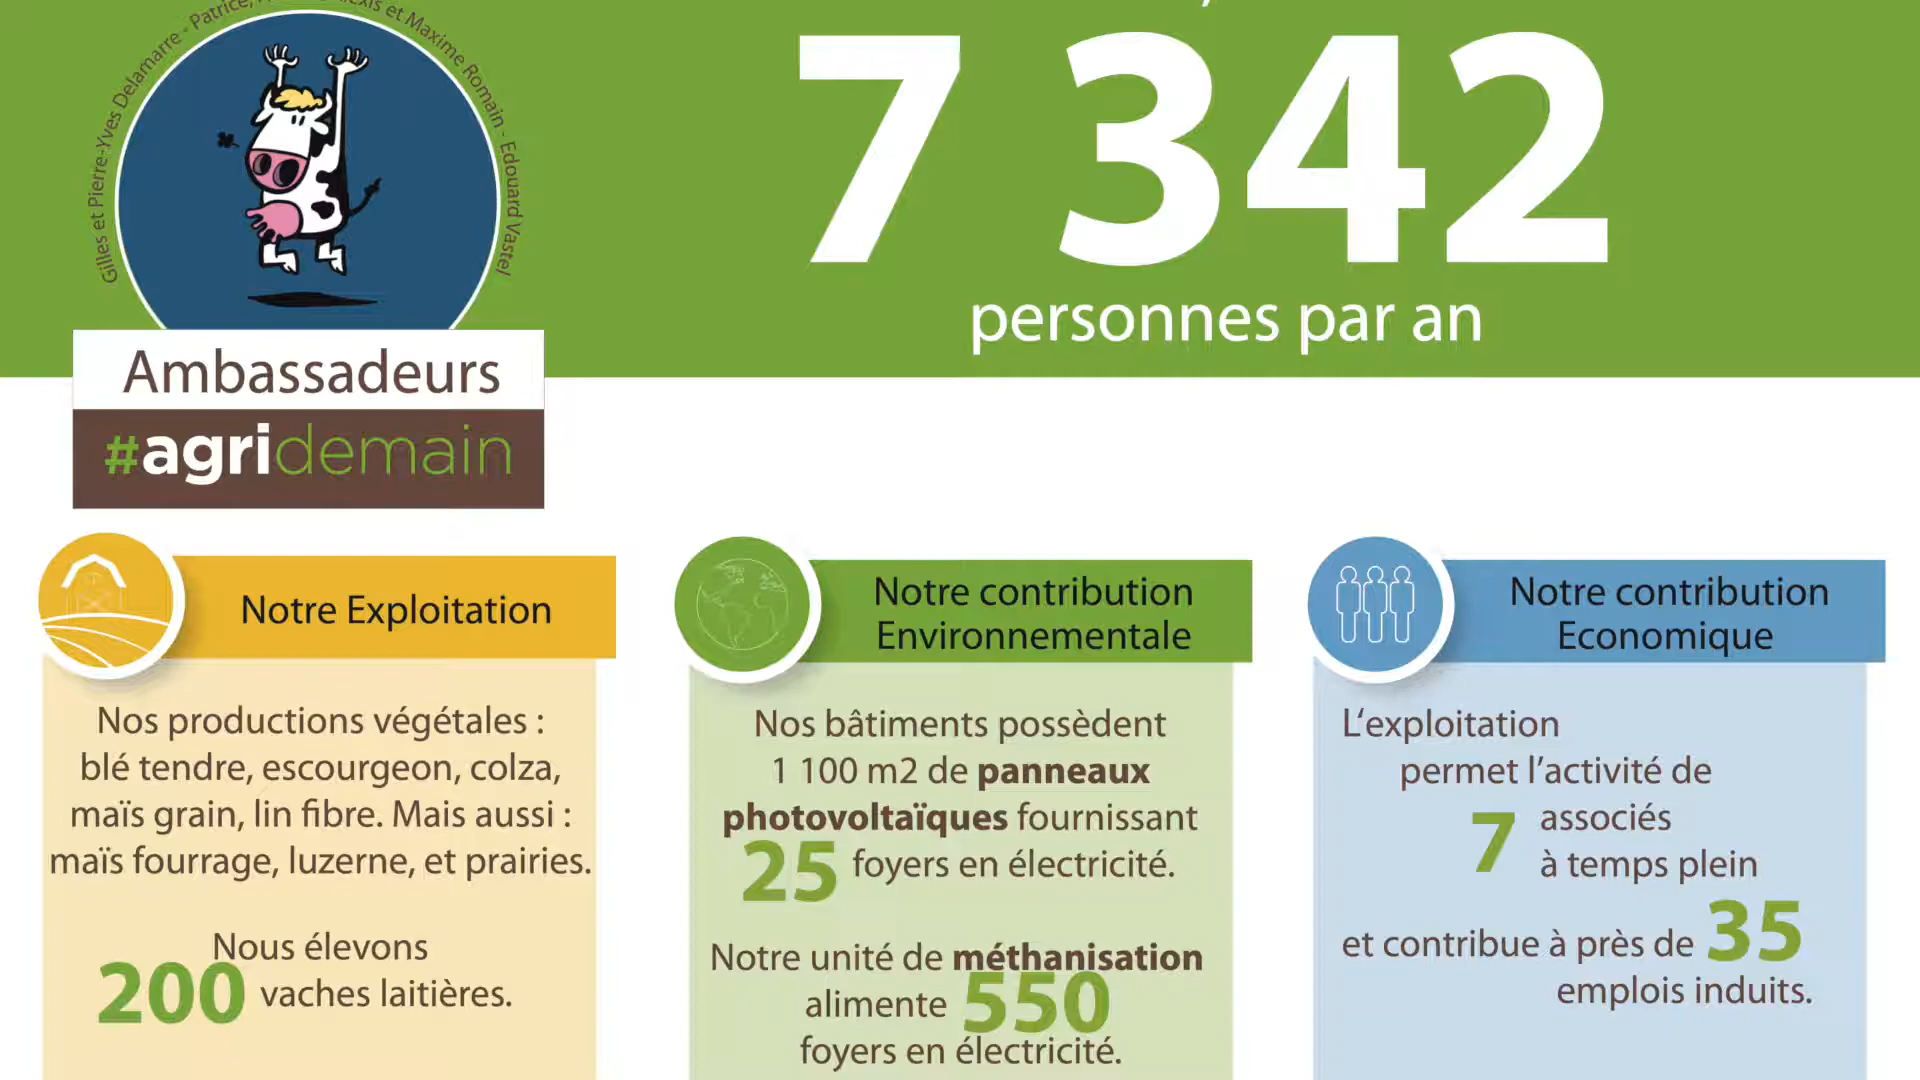 Gilles et Pierre-Yves Delamarre - Patrice, Alexis et Maxime Romain - Edouard Vastel
7 342
personnes par an
Ambassadeurs
#agridemain
Notre Exploitation
Nos productions végétales :
blé tendre, escourgeon, colza,
maïs grain, lin fibre. Mais aussi :
maïs fourrage, luzerne, et prairies.
Nous élevons
200 vaches laitières.
Notre contribution
Environnementale
Nos bâtiments possèdent
1 100 m2 de panneaux
photovoltaïques fournissant
25 foyers en électricité.
Notre unité de méthanisation
alimente 550
foyers en électricité.
Notre contribution
Economique
L'exploitation
permet l'activité de
7 associés
à temps plein
et contribue à près de 35
emplois induits.